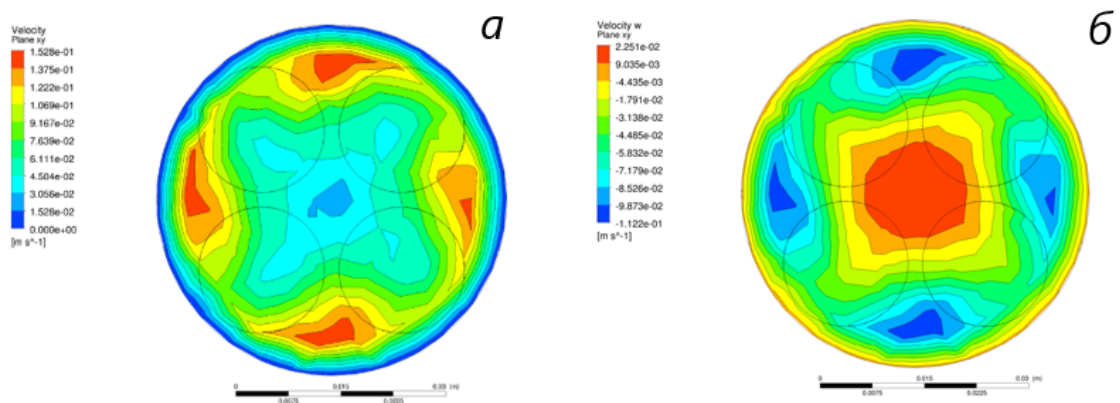 а
Velocity
Plane xy
1.528e-01
1.375e-01
1.222e-01
1.069e-01
9.167e-02
7.639e-02
6.111e-02
4.584e-02
3.056e-02
1.528e-02
0.000e+00
[m s^-1]
0 0.015 0.03 (m)
0.0075 0.0225
б
Velocity w
Plane xy
2.251e-02
9.035e-03
-4.435e-03
-1.791e-02
-3.138e-02
-4.485e-02
-5.832e-02
-7.179e-02
-8.526e-02
-9.873e-02
-1.122e-01
[m s^-1]
0 0.015 0.03 (m)
0.0075 0.0225